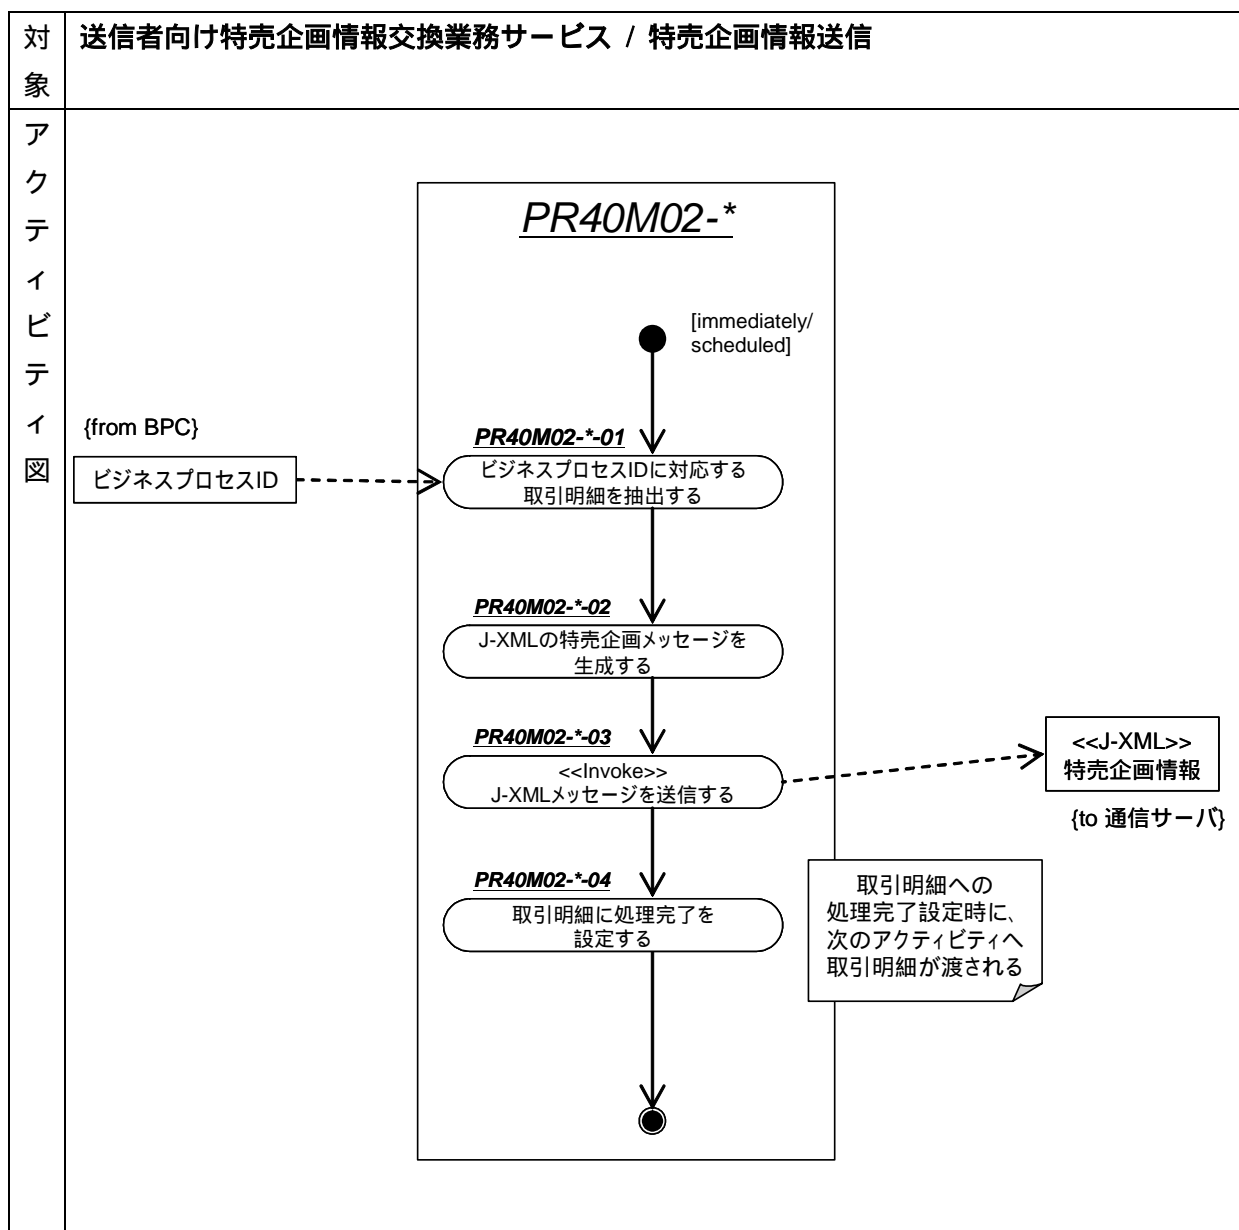 対象
送信者向け特売企画情報交換業務サービス / 特売企画情報送信
アクティビティ図
PR40M02-*
[immediately/
scheduled]
{from BPC}
ビジネスプロセスID
PR40M02-*-01
ビジネスプロセスIDに対応する
取引明細を抽出する
PR40M02-*-02
J-XMLの特売企画メッセージを
生成する
PR40M02-*-03
<<Invoke>>
J-XMLメッセージを送信する
<<J-XML>>
特売企画情報
{to 通信サーバ}
PR40M02-*-04
取引明細に処理完了を
設定する
取引明細への
処理完了設定時に、
次のアクティビティへ
取引明細が渡される